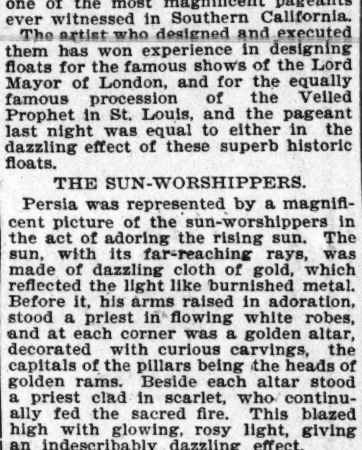 one of the most magnificent pageants
ever witnessed in Southern California.
The artist who designed and executed
them has won experience in designing
floats for the famous shows of the Lord
Mayor of London, and for the equally
famous procession of the Veiled
Prophet in St. Louis, and the pageant
last night was equal to either in the
dazzling effect of these superb historic
floats.
THE SUN-WORSHIPPERS.
Persia was represented by a magnifi-
cent picture of the sun-worshippers in
the act of adoring the rising sun. The
sun, with its far-reaching rays, was
made of dazzling cloth of gold, which
reflected the light like burnished metal.
Before it, his arms raised in adoration,
stood a priest in flowing white robes,
and at each corner was a golden altar,
decorated with curious carvings, the
capitals of the pillars being the heads of
golden rams. Beside each altar stood
a priest clad in scarlet, who continu-
ally fed the sacred fire. This blazed
high with glowing, rosy light, giving
an indescribably dazzling effect.